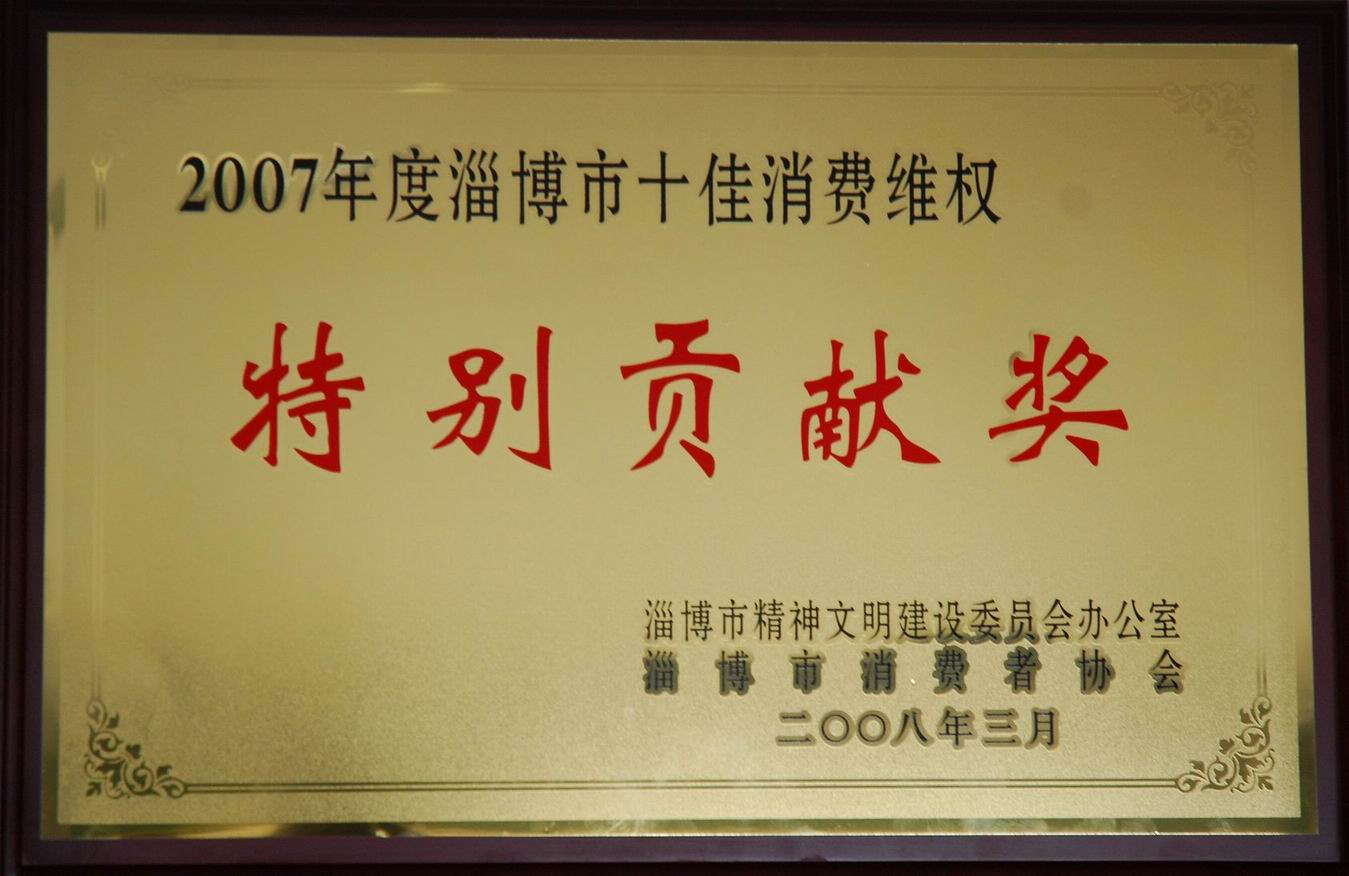 2007年度淄博市十佳消费维权
特别贡献奖
淄博市精神文明建设委员会办公室
淄博市消费者协会
二〇〇八年三月